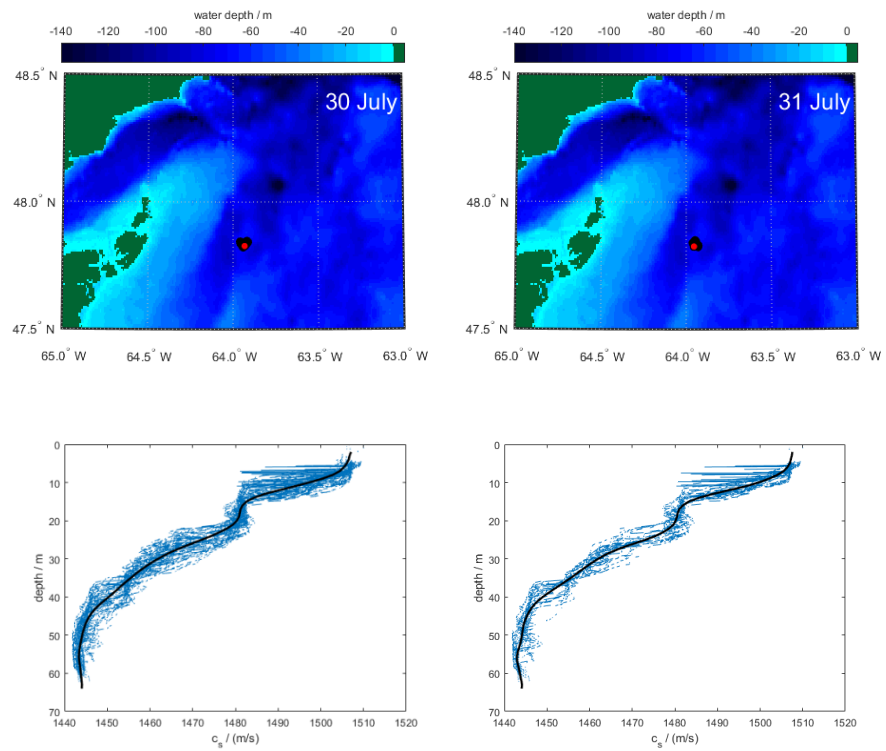 water depth / m
-140 -120 -100 -80 -60 -40 -20 0
30 July
48.5° N
48.0° N
47.5° N
65.0° W 64.5° W 64.0° W 63.5° W 63.0° W
water depth / m
-140 -120 -100 -80 -60 -40 -20 0
31 July
48.5° N
48.0° N
47.5° N
65.0° W 64.5° W 64.0° W 63.5° W 63.0° W
0
10
20
30
40
50
60
70
depth / m
1440 1450 1460 1470 1480 1490 1500 1510 1520
c_s / (m/s)
0
10
20
30
40
50
60
70
depth / m
1440 1450 1460 1470 1480 1490 1500 1510 1520
c_s / (m/s)